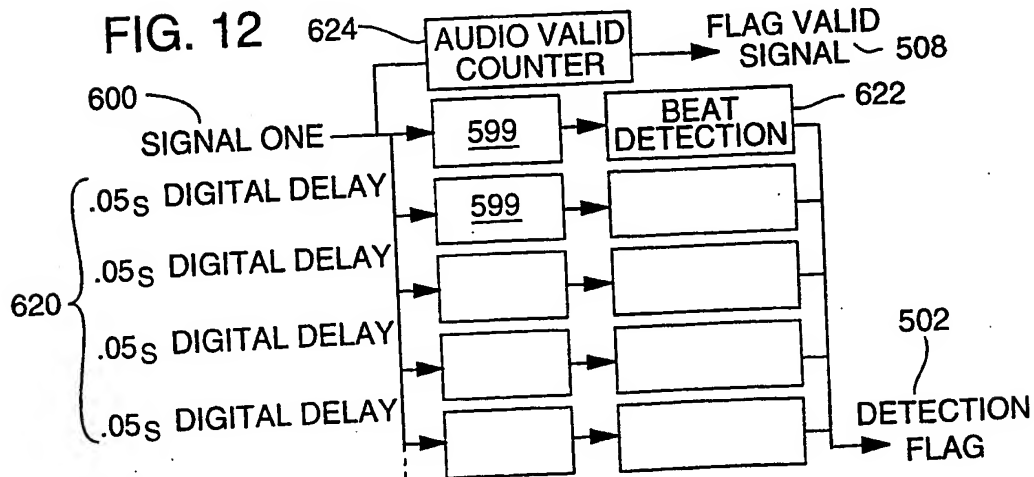 FIG. 12
624
AUDIO VALID
COUNTER
FLAG VALID
SIGNAL 508
600
SIGNAL ONE
599
BEAT
DETECTION
622
.05s DIGITAL DELAY
599
.05s DIGITAL DELAY
620
.05s DIGITAL DELAY
.05s DIGITAL DELAY
502
DETECTION
FLAG